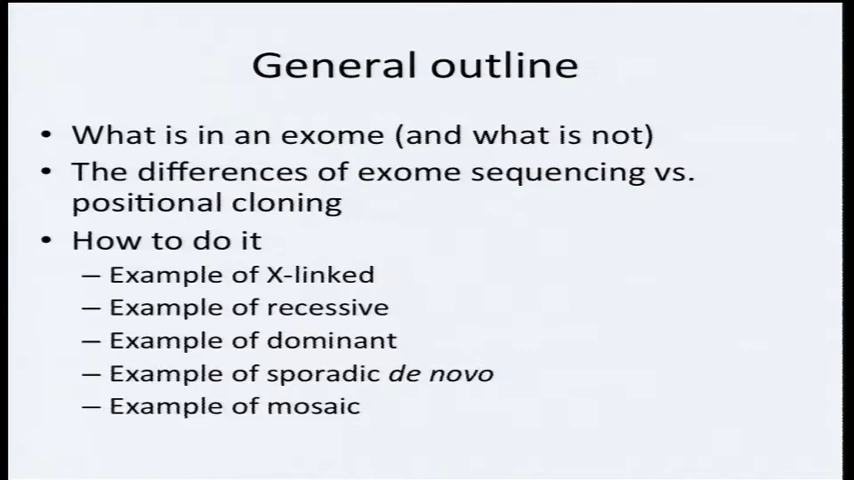 General outline
• What is in an exome (and what is not)
• The differences of exome sequencing vs.
positional cloning
• How to do it
– Example of X-linked
– Example of recessive
– Example of dominant
– Example of sporadic de novo
– Example of mosaic